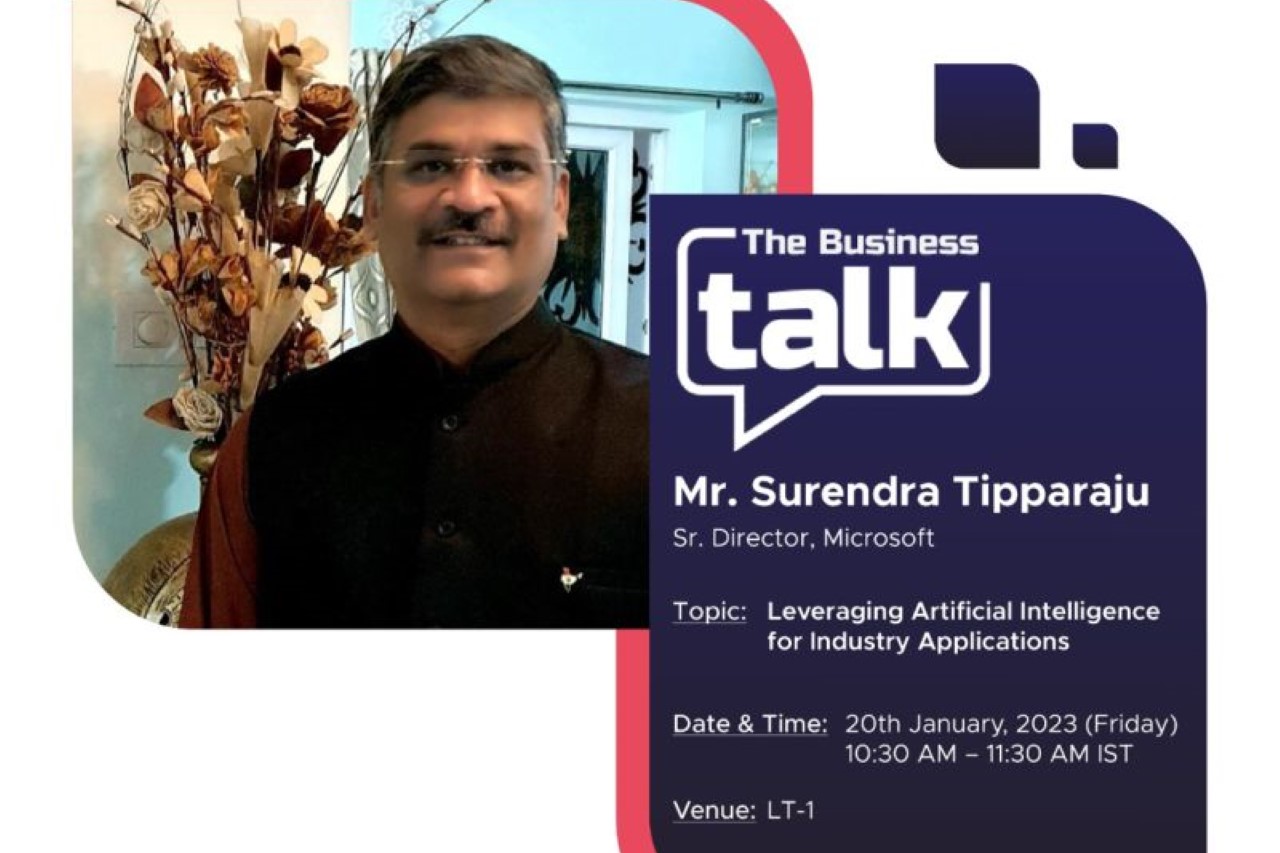 The Business
talk
Mr. Surendra Tipparaju
Sr. Director, Microsoft
Topic: Leveraging Artificial Intelligence
for Industry Applications
Date & Time: 20th January, 2023 (Friday)
10:30 AM – 11:30 AM IST
Venue: LT-1